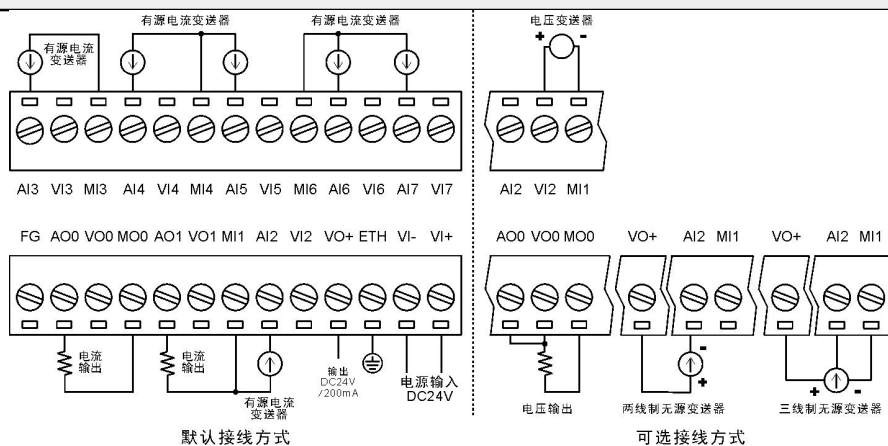 有源电流变送器
有源电流变送器
电压变送器
有源电流
变送器
+ -
AI3 VI3 MI3 AI4 VI4 MI4 AI5 VI5 MI6 AI6 VI6 AI7 VI7
AI2 VI2 MI1
FG AO0 VO0 MO0 AO1 VO1 MI1 AI2 VI2 VO+ ETH VI- VI+
AO0 VO0 MO0 VO+ AI2 MI1 VO+ AI2 MI1
电流
输出
电流
输出
有源电流
变送器
输出
DC24V
/200mA
电源输入
DC24V
电压输出
-
+
两线制无源变送器
+ -
三线制无源变送器
默认接线方式
可选接线方式